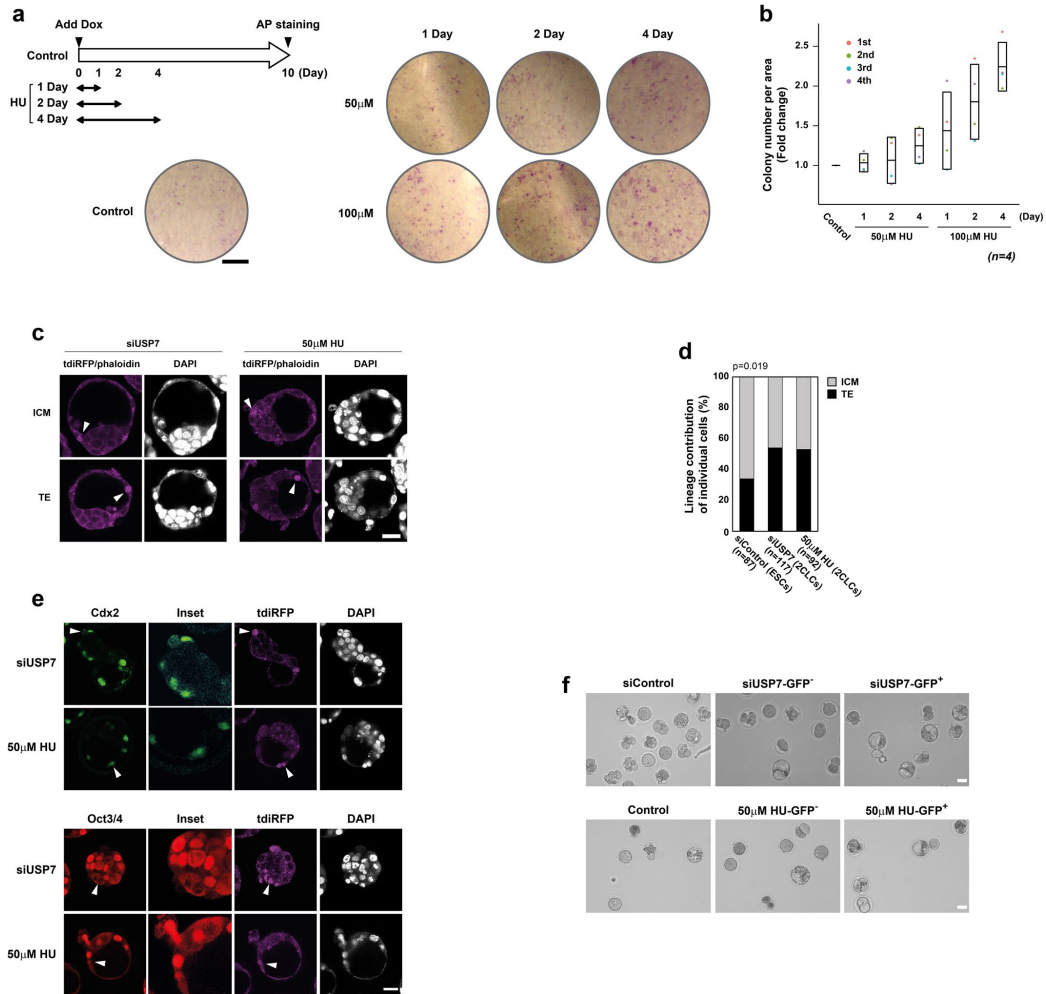 a
Add Dox
AP staining
Control
0 1 2 4 10 (Day)
HU
1 Day
2 Day
4 Day
Control
1 Day 2 Day 4 Day
50μM
100μM
b
Colony number per area
(Fold change)
2.5
2.0
1.5
1.0
1st
2nd
3rd
4th
Control
1 2 4 1 2 4 (Day)
50μM HU 100μM HU
(n=4)
c
siUSP7 50μM HU
tdiRFP/phaloidin DAPI tdiRFP/phaloidin DAPI
ICM
TE
d
p=0.019
Lineage contribution
of individual cells (%)
100
80
60
40
20
0
ICM
TE
siControl (ESCs)
(n=87)
siUSP7 (2CLCs)
(n=117)
50μM HU (2CLCs)
(n=92)
e
Cdx2 Inset tdiRFP DAPI
siUSP7
50μM HU
Oct3/4 Inset tdiRFP DAPI
siUSP7
50μM HU
f
siControl siUSP7-GFP⁻ siUSP7-GFP⁺
Control 50μM HU-GFP⁻ 50μM HU-GFP⁺